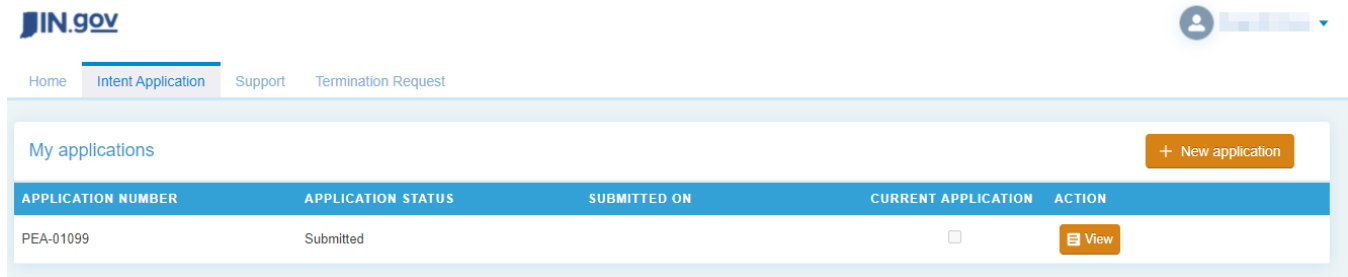 IN.gov
Home Intent Application Support Termination Request
My applications
+ New application
APPLICATION NUMBER APPLICATION STATUS SUBMITTED ON CURRENT APPLICATION ACTION
PEA-01099 Submitted View